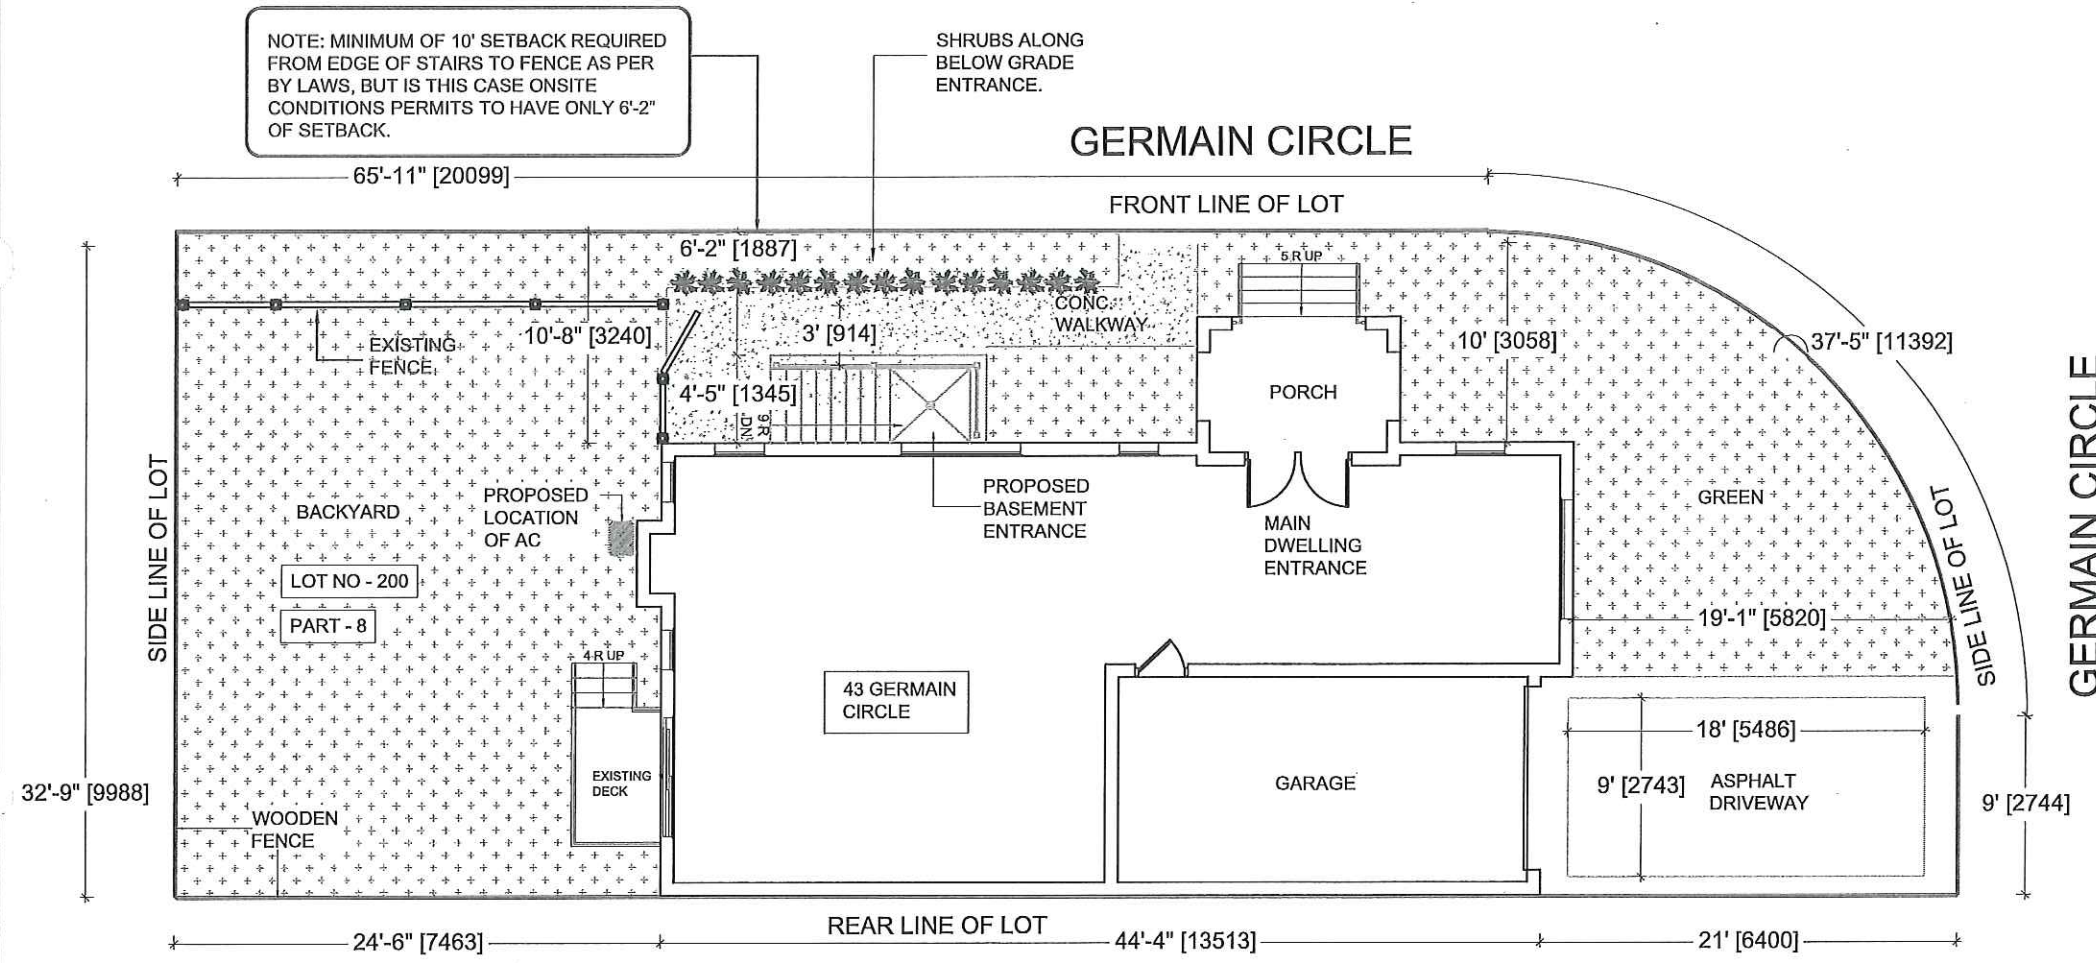 NOTE: MINIMUM OF 10' SETBACK REQUIRED
FROM EDGE OF STAIRS TO FENCE AS PER
BY LAWS, BUT IS THIS CASE ONSITE
CONDITIONS PERMITS TO HAVE ONLY 6'-2"
OF SETBACK.
SHRUBS ALONG
BELOW GRADE
ENTRANCE.
GERMAIN CIRCLE
65'-11" [20099]
FRONT LINE OF LOT
6'-2" [1887]
5 R UP
CONC.
WALKWAY
EXISTING
FENCE
10'-8" [3240]
3' [914]
10' [3058]
37'-5" [11392]
4'-5" [1345]
PORCH
9 R
DN
GERMAIN CIRCLE
SIDE LINE OF LOT
BACKYARD
PROPOSED
LOCATION
OF AC
PROPOSED
BASEMENT
ENTRANCE
MAIN
DWELLING
ENTRANCE
GREEN
SIDE LINE OF LOT
LOT NO - 200
PART - 8
19'-1" [5820]
4 R UP
43 GERMAIN
CIRCLE
18' [5486]
EXISTING
DECK
GARAGE
9' [2743]
ASPHALT
DRIVEWAY
32'-9" [9988]
9' [2744]
WOODEN
FENCE
REAR LINE OF LOT
24'-6" [7463]
44'-4" [13513]
21' [6400]